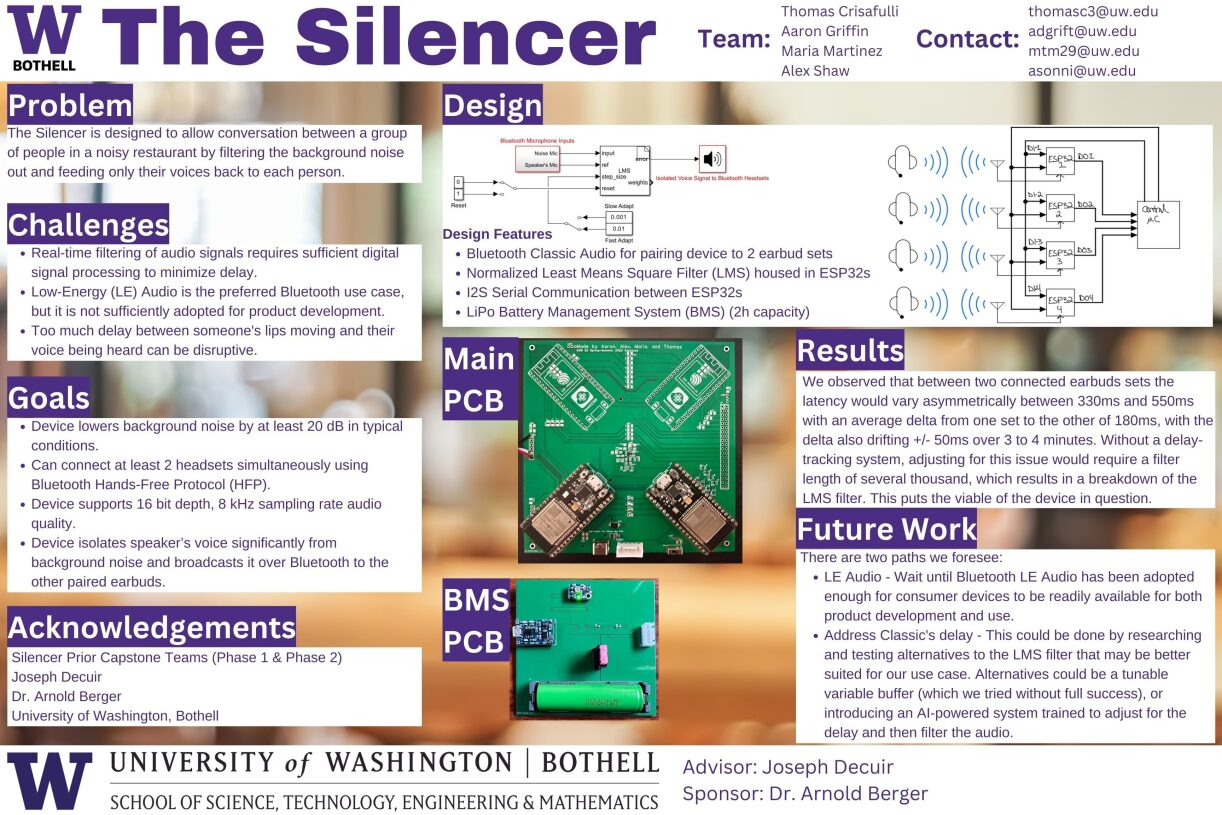 W
BOTHELL
The Silencer
Team:
Thomas Crisafulli
Aaron Griffin
Maria Martinez
Alex Shaw
Contact:
thomasc3@uw.edu
adgrift@uw.edu
mtm29@uw.edu
asonni@uw.edu
Problem
The Silencer is designed to allow conversation between a group
of people in a noisy restaurant by filtering the background noise
out and feeding only their voices back to each person.
Challenges
Real-time filtering of audio signals requires sufficient digital
signal processing to minimize delay.
Low-Energy (LE) Audio is the preferred Bluetooth use case,
but it is not sufficiently adopted for product development.
Too much delay between someone's lips moving and their
voice being heard can be disruptive.
Goals
Device lowers background noise by at least 20 dB in typical
conditions.
Can connect at least 2 headsets simultaneously using
Bluetooth Hands-Free Protocol (HFP).
Device supports 16 bit depth, 8 kHz sampling rate audio
quality.
Device isolates speaker's voice significantly from
background noise and broadcasts it over Bluetooth to the
other paired earbuds.
Acknowledgements
Silencer Prior Capstone Teams (Phase 1 & Phase 2)
Joseph Decuir
Dr. Arnold Berger
University of Washington, Bothell
Design
Bluetooth Microphone Inputs
Noise Mic
Speaker's Mic
input
ref
step_size
reset
LMS
error
weights
Isolated Voice Signal to Bluetooth Headsets
0
1
Reset
Slow Adapt
0.001
0.01
Fast Adapt
Design Features
Bluetooth Classic Audio for pairing device to 2 earbud sets
Normalized Least Means Square Filter (LMS) housed in ESP32s
I2S Serial Communication between ESP32s
LiPo Battery Management System (BMS) (2h capacity)
DI-1
ESP32
1
DO1
DI-2
ESP32
2
DO2
DI-3
ESP32
3
DO3
DI-4
ESP32
4
DO4
Central
µC
Main
PCB
BMS
PCB
Results
We observed that between two connected earbuds sets the
latency would vary asymmetrically between 330ms and 550ms
with an average delta from one set to the other of 180ms, with the
delta also drifting +/- 50ms over 3 to 4 minutes. Without a delay-
tracking system, adjusting for this issue would require a filter
length of several thousand, which results in a breakdown of the
LMS filter. This puts the viable of the device in question.
Future Work
There are two paths we foresee:
LE Audio - Wait until Bluetooth LE Audio has been adopted
enough for consumer devices to be readily available for both
product development and use.
Address Classic's delay - This could be done by researching
and testing alternatives to the LMS filter that may be better
suited for our use case. Alternatives could be a tunable
variable buffer (which we tried without full success), or
introducing an AI-powered system trained to adjust for the
delay and then filter the audio.
W
UNIVERSITY of WASHINGTON | BOTHELL
SCHOOL OF SCIENCE, TECHNOLOGY, ENGINEERING & MATHEMATICS
Advisor: Joseph Decuir
Sponsor: Dr. Arnold Berger